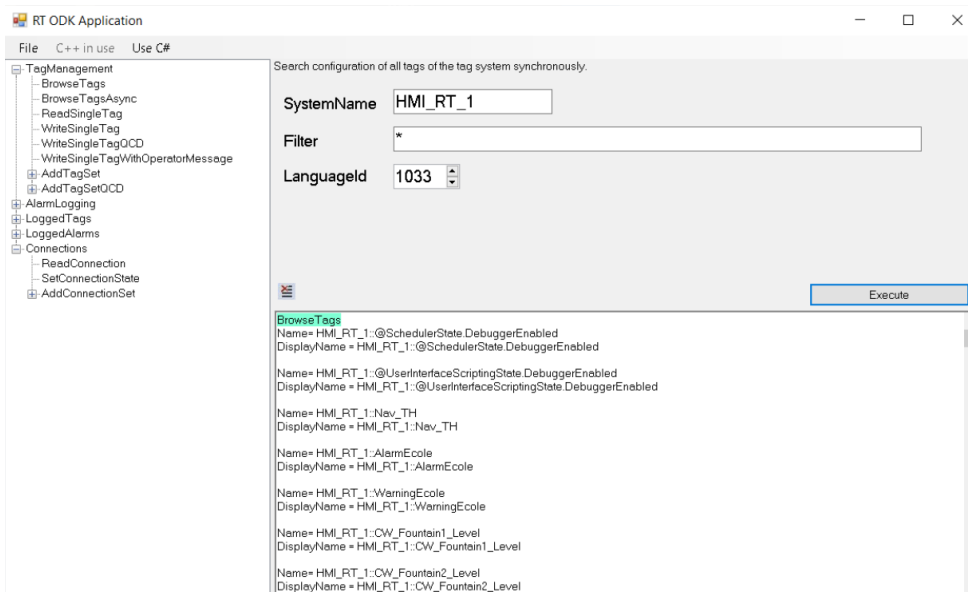 RT ODK Application
File C++ in use Use C#
TagManagement
BrowseTags
BrowseTagsAsync
ReadSingleTag
WriteSingleTag
WriteSingleTagQCD
WriteSingleTagWithOperatorMessage
AddTagSet
AddTagSetQCD
AlarmLogging
LoggedTags
LoggedAlarms
Connections
ReadConnection
SetConnectionState
AddConnectionSet
Search configuration of all tags of the tag system synchronously.
SystemName HMI_RT_1
Filter *
LanguageId 1033
Execute
BrowseTags
Name= HMI_RT_1::@SchedulerState.DebuggerEnabled
DisplayName = HMI_RT_1::@SchedulerState.DebuggerEnabled
Name= HMI_RT_1::@UserInterfaceScriptingState.DebuggerEnabled
DisplayName = HMI_RT_1::@UserInterfaceScriptingState.DebuggerEnabled
Name= HMI_RT_1::Nav_TH
DisplayName = HMI_RT_1::Nav_TH
Name= HMI_RT_1::AlarmEcole
DisplayName = HMI_RT_1::AlarmEcole
Name= HMI_RT_1::WarningEcole
DisplayName = HMI_RT_1::WarningEcole
Name= HMI_RT_1::CW_Fountain1_Level
DisplayName = HMI_RT_1::CW_Fountain1_Level
Name= HMI_RT_1::CW_Fountain2_Level
DisplayName = HMI_RT_1::CW_Fountain2_Level